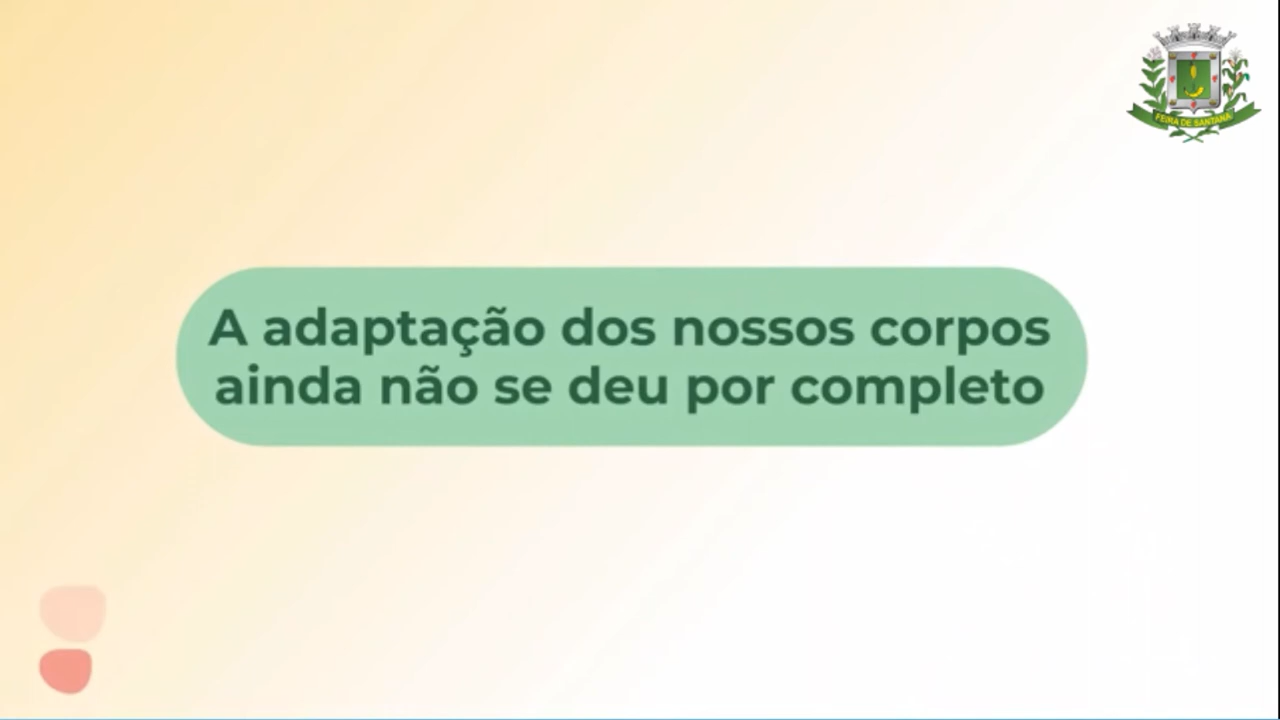 FEIRA DE SANTANA
A adaptação dos nossos corpos
ainda não se deu por completo